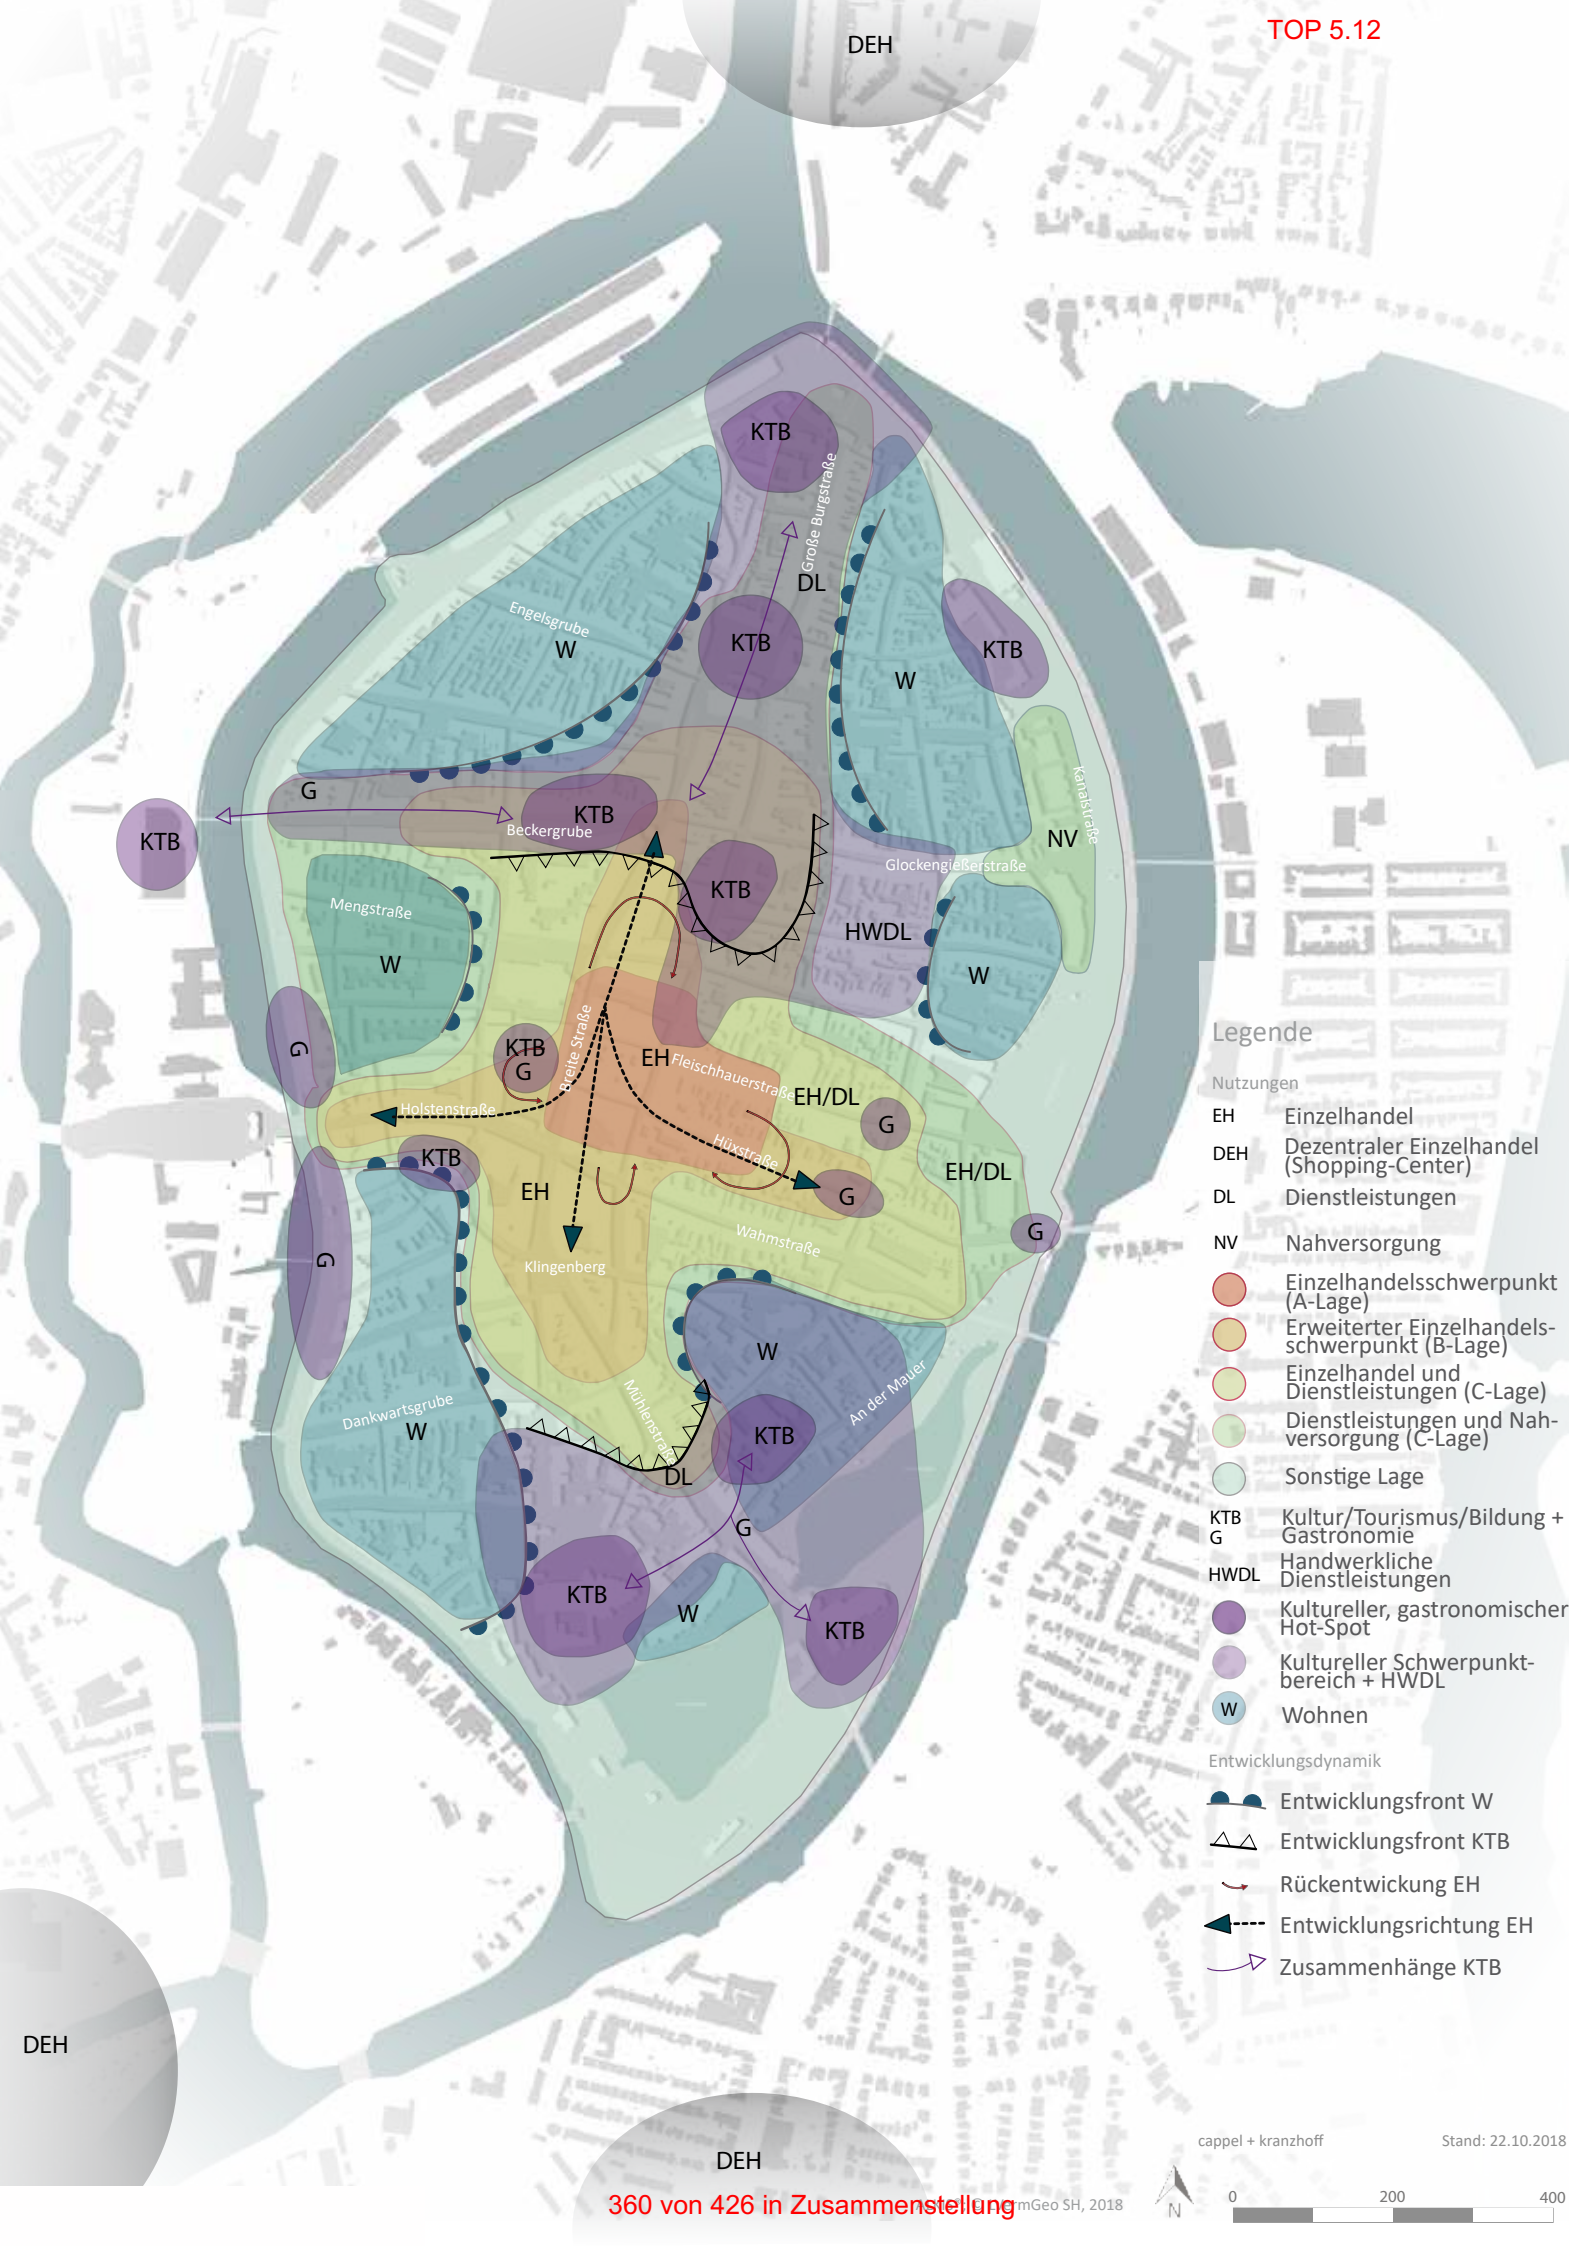 DEH
TOP 5.12
KTB
Große Burgstraße
DL
Engelsgrube
W
KTB
KTB
W
G
KTB
Beckergrube
KTB
Kanalstraße
NV
Glockengießerstraße
KTB
Mengstraße
W
HWDL
W
G
KTB
G
Breite Straße
EH
Fleischhauerstraße
EH/DL
Holstenstraße
G
Hüxstraße
KTB
EH
G
EH/DL
G
Wahmstraße
G
Klingenberg
W
An der Mauer
Dankwartsgrube
W
Mühlenstraße
KTB
DL
G
KTB
W
KTB
DEH
DEH
Legende
Nutzungen
EH Einzelhandel
DEH Dezentraler Einzelhandel
(Shopping-Center)
DL Dienstleistungen
NV Nahversorgung
Einzelhandelsschwerpunkt
(A-Lage)
Erweiterter Einzelhandels-
schwerpunkt (B-Lage)
Einzelhandel und
Dienstleistungen (C-Lage)
Dienstleistungen und Nah-
versorgung (C-Lage)
Sonstige Lage
KTB Kultur/Tourismus/Bildung +
G Gastronomie
HWDL Handwerkliche
Dienstleistungen
Kultureller, gastronomischer
Hot-Spot
Kultureller Schwerpunkt-
bereich + HWDL
W Wohnen
Entwicklungsdynamik
Entwicklungsfront W
Entwicklungsfront KTB
Rückentwickung EH
Entwicklungsrichtung EH
Zusammenhänge KTB
cappel + kranzhoff Stand: 22.10.2018
360 von 426 in Zusammenstellung
SH, 2018
N
0 200 400